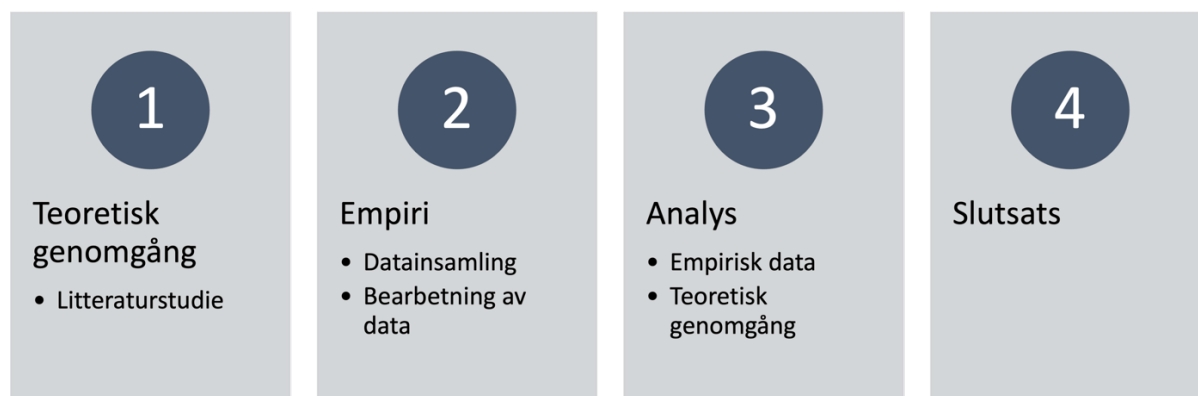 1
Teoretisk
genomgång
• Litteraturstudie
2
Empiri
• Datainsamling
• Bearbetning av
data
3
Analys
• Empirisk data
• Teoretisk
genomgång
4
Slutsats